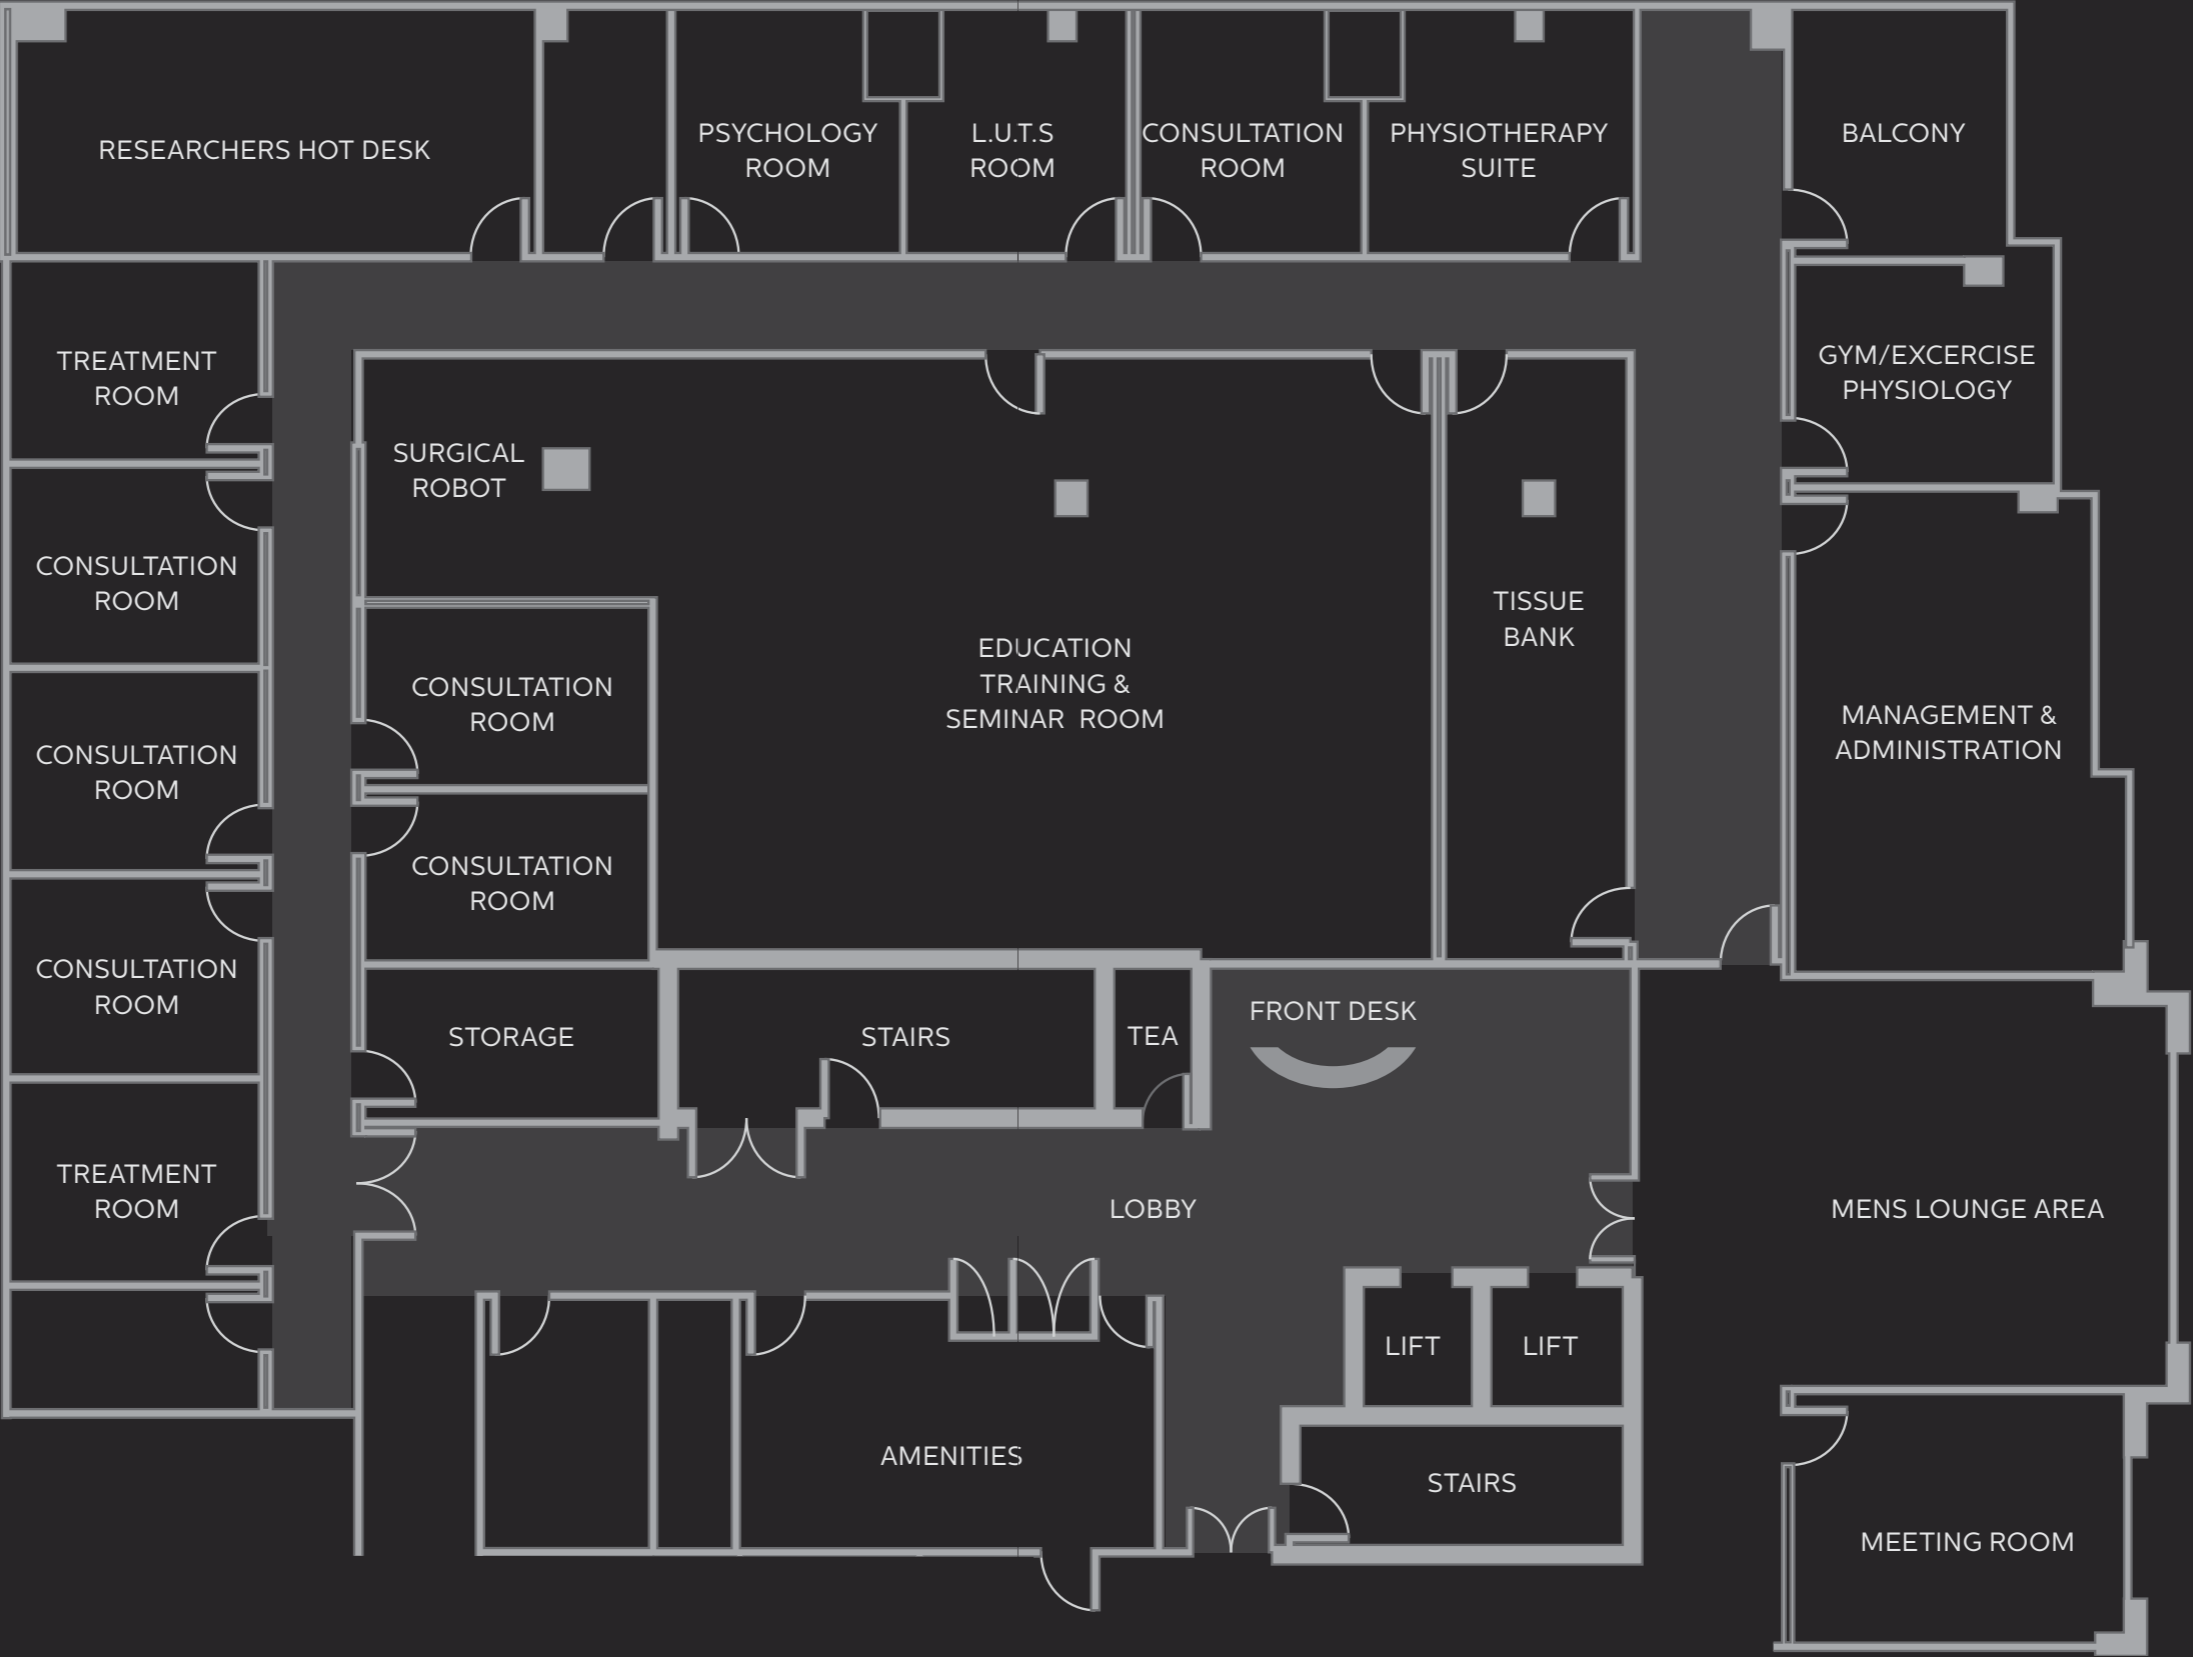 RESEARCHERS HOT DESK
PSYCHOLOGY
ROOM
L.U.T.S
ROOM
CONSULTATION
ROOM
PHYSIOTHERAPY
SUITE
BALCONY
TREATMENT
ROOM
GYM/EXCERCISE
PHYSIOLOGY
SURGICAL
ROBOT
CONSULTATION
ROOM
TISSUE
BANK
EDUCATION
TRAINING &
SEMINAR ROOM
CONSULTATION
ROOM
MANAGEMENT &
ADMINISTRATION
CONSULTATION
ROOM
CONSULTATION
ROOM
CONSULTATION
ROOM
STORAGE
STAIRS
TEA
FRONT DESK
TREATMENT
ROOM
LOBBY
MENS LOUNGE AREA
LIFT
LIFT
AMENITIES
STAIRS
MEETING ROOM